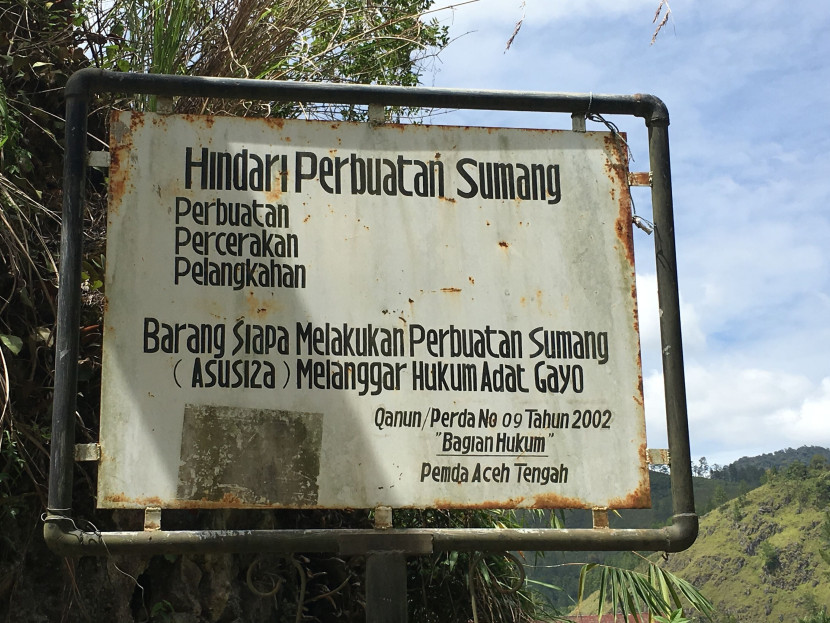 Hindari Perbuatan Sumang
Perbuatan
Percerakan
Pelangkahan
Barang Siapa Melakukan Perbuatan Sumang
( ASUSI2a ) Melanggar Hukum Adat Gayo
Qanun/Perda No 09 Tahun 2002
"Bagian Hukum"
Pemda Aceh Tengah